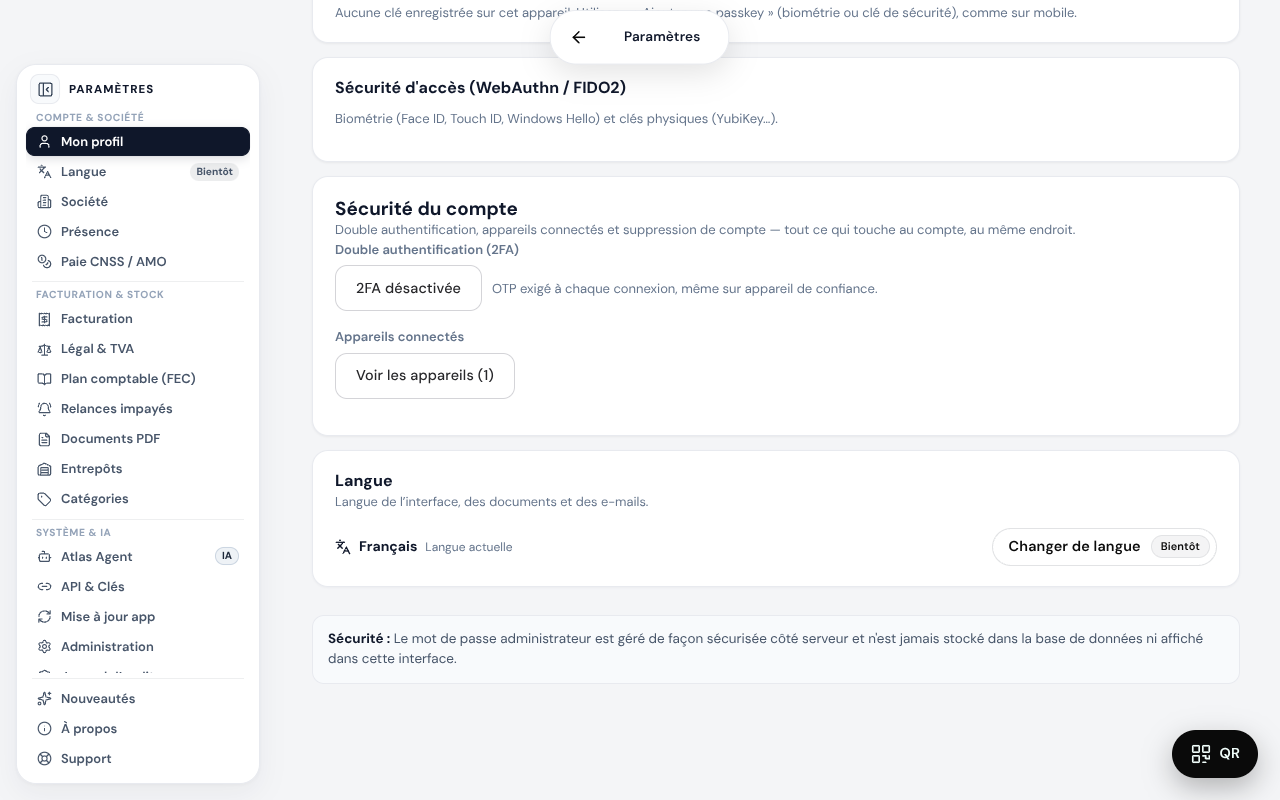 Aucune clé enregistrée sur cet appareil. passkey » (biométrie ou clé de sécurité), comme sur mobile.
Paramètres
PARAMÈTRES
COMPTE & SOCIÉTÉ
Mon profil
Langue Bientôt
Société
Présence
Paie CNSS / AMO
FACTURATION & STOCK
Facturation
Légal & TVA
Plan comptable (FEC)
Relances impayés
Documents PDF
Entrepôts
Catégories
SYSTÈME & IA
Atlas Agent IA
API & Clés
Mise à jour app
Administration
Nouveautés
À propos
Support
Sécurité d'accès (WebAuthn / FIDO2)
Biométrie (Face ID, Touch ID, Windows Hello) et clés physiques (YubiKey…).
Sécurité du compte
Double authentification, appareils connectés et suppression de compte — tout ce qui touche au compte, au même endroit.
Double authentification (2FA)
2FA désactivée OTP exigé à chaque connexion, même sur appareil de confiance.
Appareils connectés
Voir les appareils (1)
Langue
Langue de l’interface, des documents et des e-mails.
Français Langue actuelle Changer de langue Bientôt
Sécurité : Le mot de passe administrateur est géré de façon sécurisée côté serveur et n'est jamais stocké dans la base de données ni affiché
dans cette interface.
QR